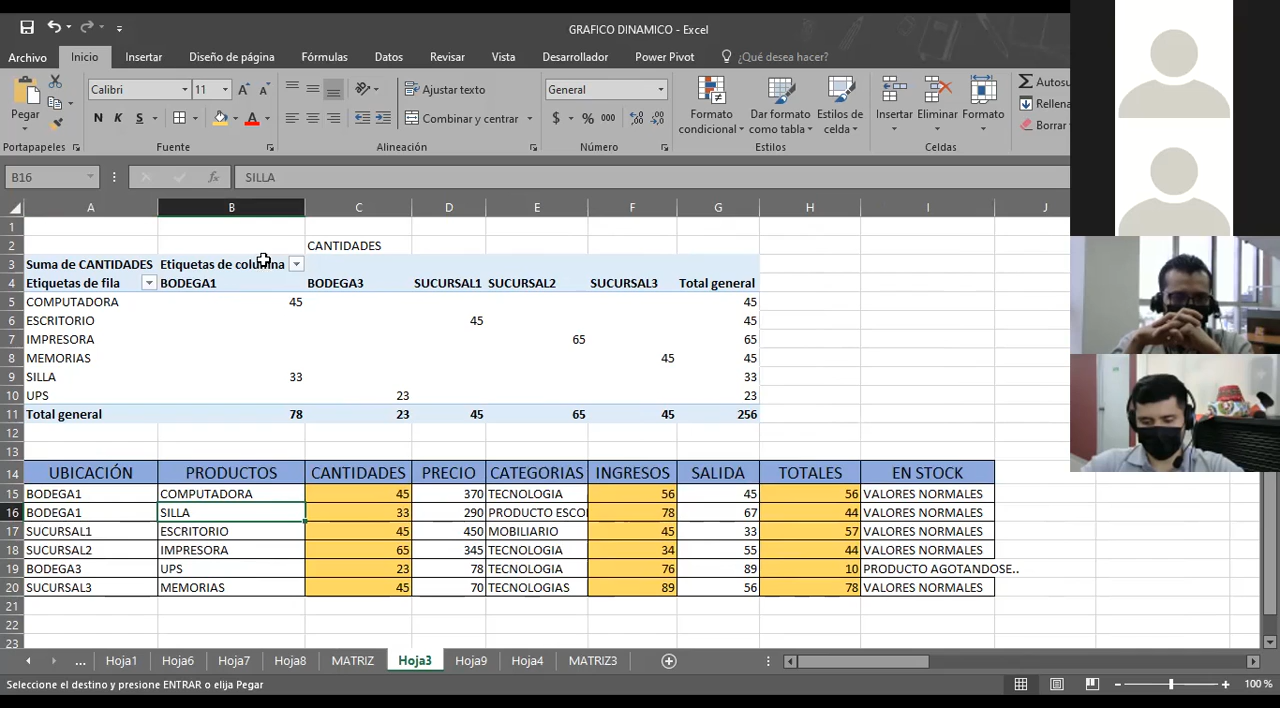 GRAFICO DINAMICO - Excel
Archivo Inicio Insertar Diseño de página Fórmulas Datos Revisar Vista Desarrollador Power Pivot ¿Qué desea hacer?
Pegar
Calibri 11
N K S
Ajustar texto
Combinar y centrar
General
$ % 000
Formato condicional
Dar formato como tabla
Estilos de celda
Insertar Eliminar Formato
Autosu
Rellena
Borrar
Portapapeles Fuente Alineación Número Estilos Celdas
B16 fx SILLA
A B C D E F G H I J
1
2 CANTIDADES
3 Suma de CANTIDADES Etiquetas de columna
4 Etiquetas de fila BODEGA1 BODEGA3 SUCURSAL1 SUCURSAL2 SUCURSAL3 Total general
5 COMPUTADORA 45 45
6 ESCRITORIO 45 45
7 IMPRESORA 65 65
8 MEMORIAS 45 45
9 SILLA 33 33
10 UPS 23 23
11 Total general 78 23 45 65 45 256
12
13
14 UBICACIÓN PRODUCTOS CANTIDADES PRECIO CATEGORIAS INGRESOS SALIDA TOTALES EN STOCK
15 BODEGA1 COMPUTADORA 45 370 TECNOLOGIA 56 45 56 VALORES NORMALES
16 BODEGA1 SILLA 33 290 PRODUCTO ESCO 78 67 44 VALORES NORMALES
17 SUCURSAL1 ESCRITORIO 45 450 MOBILIARIO 45 33 57 VALORES NORMALES
18 SUCURSAL2 IMPRESORA 65 345 TECNOLOGIA 34 55 44 VALORES NORMALES
19 BODEGA3 UPS 23 78 TECNOLOGIA 76 89 10 PRODUCTO AGOTANDOSE..
20 SUCURSAL3 MEMORIAS 45 70 TECNOLOGIAS 89 56 78 VALORES NORMALES
21
22
23
... Hoja1 Hoja6 Hoja7 Hoja8 MATRIZ Hoja3 Hoja9 Hoja4 MATRIZ3
Seleccione el destino y presione ENTRAR o elija Pegar 100 %